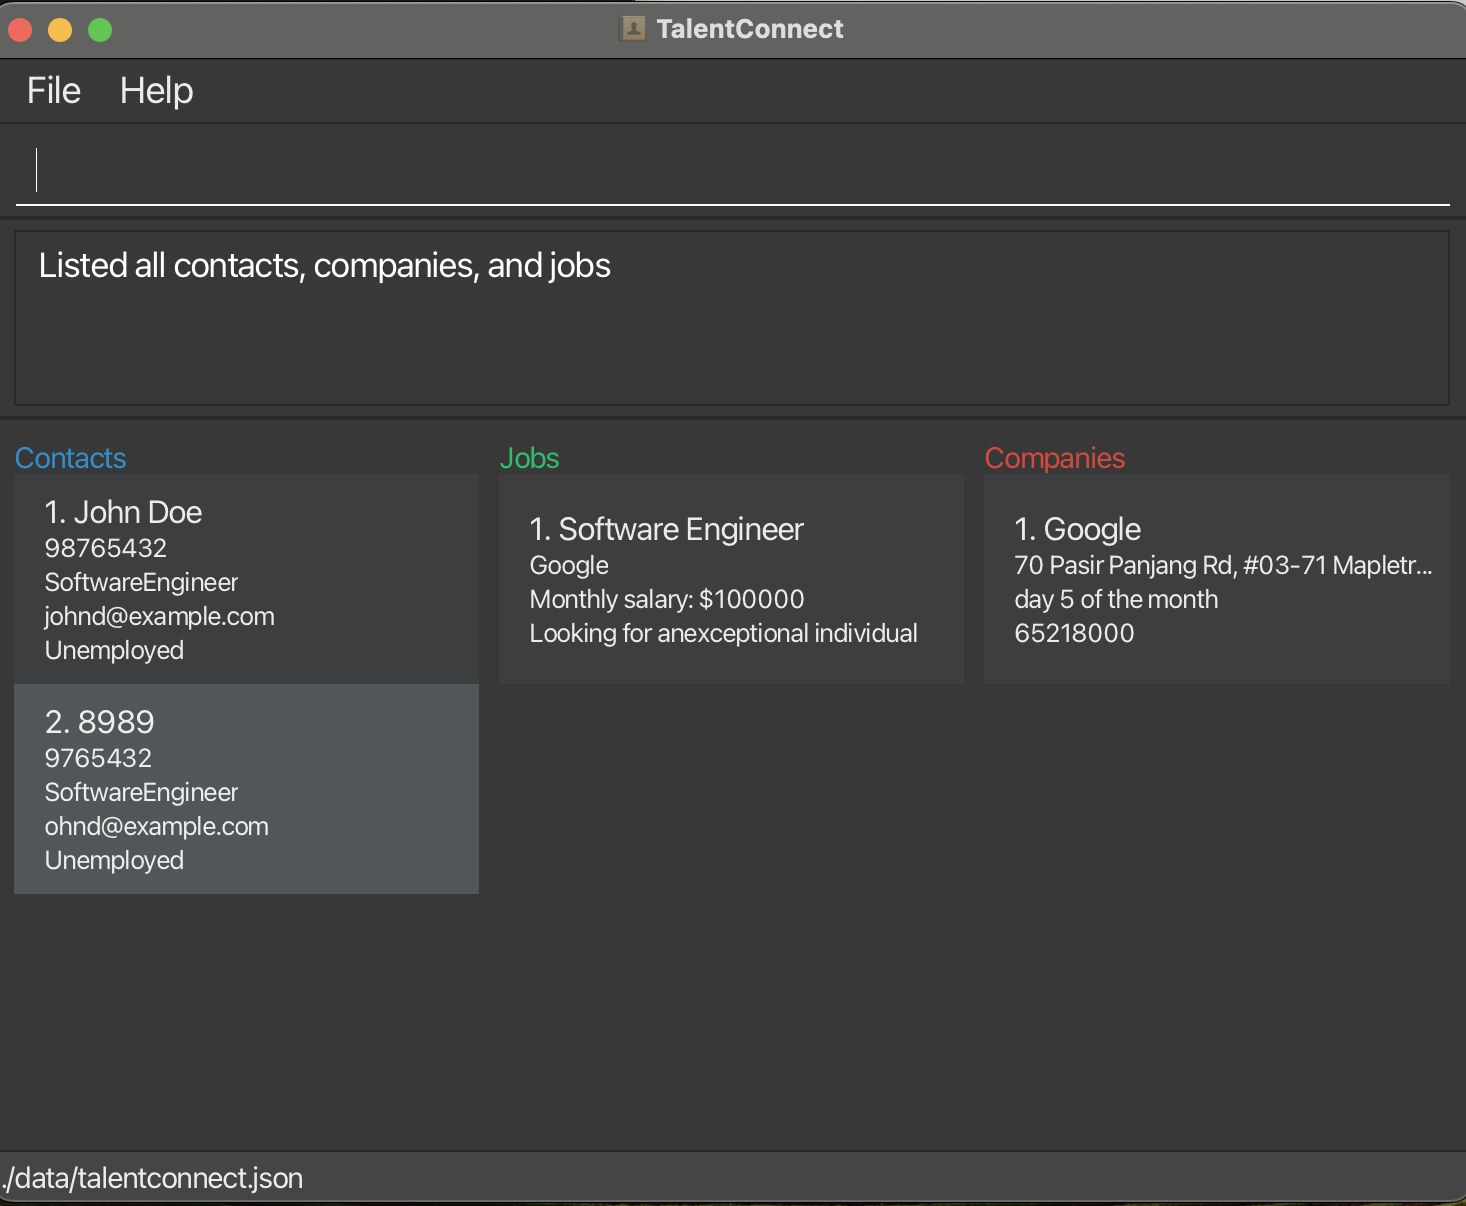 TalentConnect
File Help
Listed all contacts, companies, and jobs
Contacts
1. John Doe
98765432
SoftwareEngineer
johnd@example.com
Unemployed
2. 8989
9765432
SoftwareEngineer
ohnd@example.com
Unemployed
Jobs
1. Software Engineer
Google
Monthly salary: $100000
Looking for anexceptional individual
Companies
1. Google
70 Pasir Panjang Rd, #03-71 Mapletr...
day 5 of the month
65218000
./data/talentconnect.json